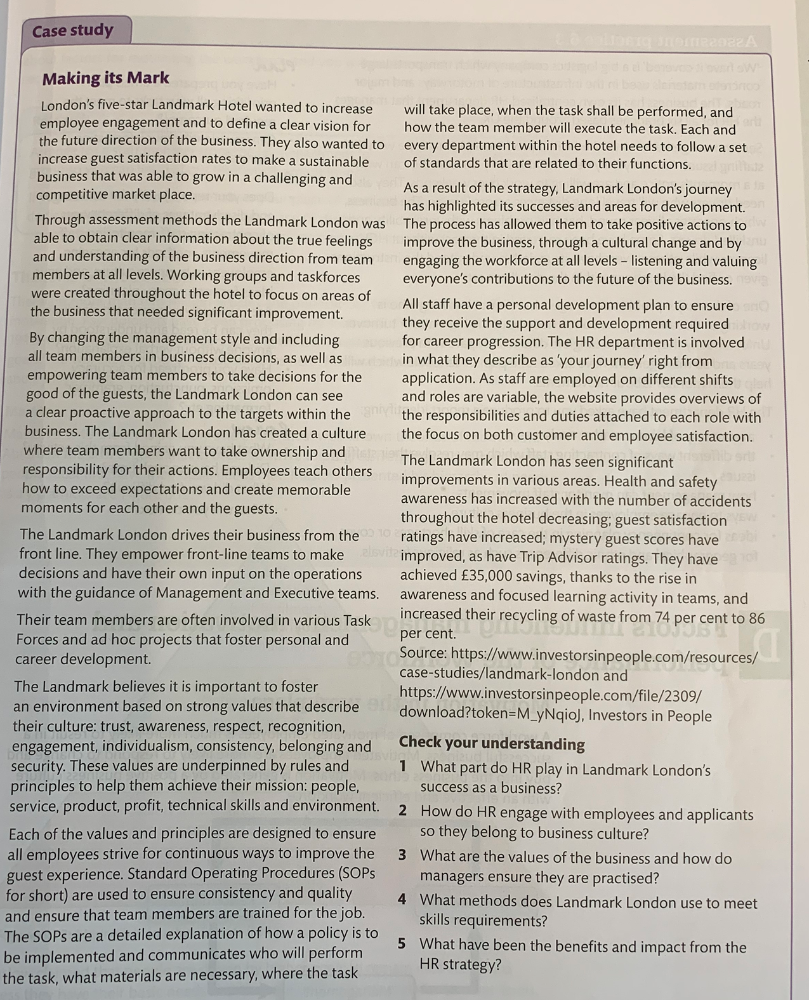 Case study
Making its Mark
London's five-star Landmark Hotel wanted to increase
employee engagement and to define a clear vision for
the future direction of the business. They also wanted to
increase guest satisfaction rates to make a sustainable
business that was able to grow in a challenging and
competitive market place.
Through assessment methods the Landmark London was
able to obtain clear information about the true feelings
and understanding of the business direction from team
members at all levels. Working groups and taskforces
were created throughout the hotel to focus on areas of
the business that needed significant improvement.
By changing the management style and including
all team members in business decisions, as well as
empowering team members to take decisions for the
good of the guests, the Landmark London can see
a clear proactive approach to the targets within the
business. The Landmark London has created a culture
where team members want to take ownership and
responsibility for their actions. Employees teach others
how to exceed expectations and create memorable
moments for each other and the guests.
The Landmark London drives their business from the
front line. They empower front-line teams to make
decisions and have their own input on the operations
with the guidance of Management and Executive teams.
Their team members are often involved in various Task
Forces and ad hoc projects that foster personal and
career development.
The Landmark believes it is important to foster
an environment based on strong values that describe
their culture: trust, awareness, respect, recognition,
engagement, individualism, consistency, belonging and
security. These values are underpinned by rules and
principles to help them achieve their mission: people,
service, product, profit, technical skills and environment.
Each of the values and principles are designed to ensure
all employees strive for continuous ways to improve the
guest experience. Standard Operating Procedures (SOPs
for short) are used to ensure consistency and quality
and ensure that team members are trained for the job.
The SOPs are a detailed explanation of how a policy is to
be implemented and communicates who will perform
the task, what materials are necessary, where the task
will take place, when the task shall be performed, and
how the team member will execute the task. Each and
every department within the hotel needs to follow a set
of standards that are related to their functions.
As a result of the strategy, Landmark London's journey
has highlighted its successes and areas for development.
The process has allowed them to take positive actions to
improve the business, through a cultural change and by
engaging the workforce at all levels – listening and valuing
everyone's contributions to the future of the business.
All staff have a personal development plan to ensure
they receive the support and development required
for career progression. The HR department is involved
in what they describe as 'your journey' right from
application. As staff are employed on different shifts
and roles are variable, the website provides overviews of
the responsibilities and duties attached to each role with
the focus on both customer and employee satisfaction.
The Landmark London has seen significant
improvements in various areas. Health and safety
awareness has increased with the number of accidents
throughout the hotel decreasing; guest satisfaction
ratings have increased; mystery guest scores have
improved, as have Trip Advisor ratings. They have
achieved £35,000 savings, thanks to the rise in
awareness and focused learning activity in teams, and
increased their recycling of waste from 74 per cent to 86
per cent.
Source: https://www.investorsinpeople.com/resources/
case-studies/landmark-london and
https://www.investorsinpeople.com/file/2309/
download?token=M_yNqioJ, Investors in People
Check your understanding
1 What part do HR play in Landmark London's
success as a business?
2 How do HR engage with employees and applicants
so they belong to business culture?
3 What are the values of the business and how do
managers ensure they are practised?
4 What methods does Landmark London use to meet
skills requirements?
5 What have been the benefits and impact from the
HR strategy?